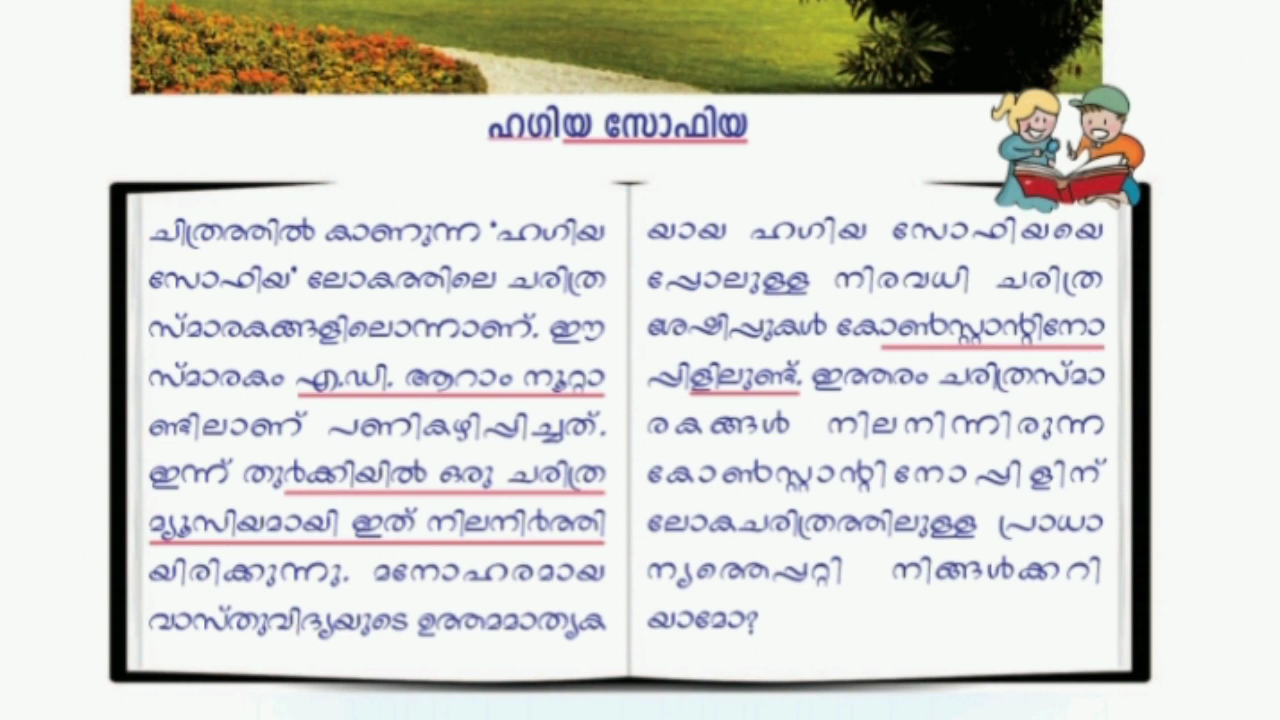 ഹഗിയ സോഫിയ
ചിത്രത്തിൽ കാണുന്ന 'ഹഗിയ
സോഫിയ' ലോകത്തിലെ ചരിത്ര
സ്മാരകങ്ങളിലൊന്നാണ്. ഈ
സ്മാരകം എ.ഡി. ആറാം നൂറ്റാ
ണ്ടിലാണ് പണികഴിപ്പിച്ചത്.
ഇന്ന് തുർക്കിയിൽ ഒരു ചരിത്ര
മ്യൂസിയമായി ഇത് നിലനിർത്തി
യിരിക്കുന്നു. മനോഹരമായ
വാസ്തുവിദ്യയുടെ ഉത്തമമാതൃക
യായ ഹഗിയ സോഫിയയെ
പ്പോലുള്ള നിരവധി ചരിത്ര
ശേഷിപ്പുകൾ കോൺസ്റ്റാന്റിനോ
പ്പിളിലുണ്ട്. ഇത്തരം ചരിത്രസ്മാ
രകങ്ങൾ നിലനിന്നിരുന്ന
കോൺസ്റ്റാന്റിനോപ്പിളിന്
ലോകചരിത്രത്തിലുള്ള പ്രാധാ
ന്യത്തെപ്പറ്റി നിങ്ങൾക്കറി
യാമോ?